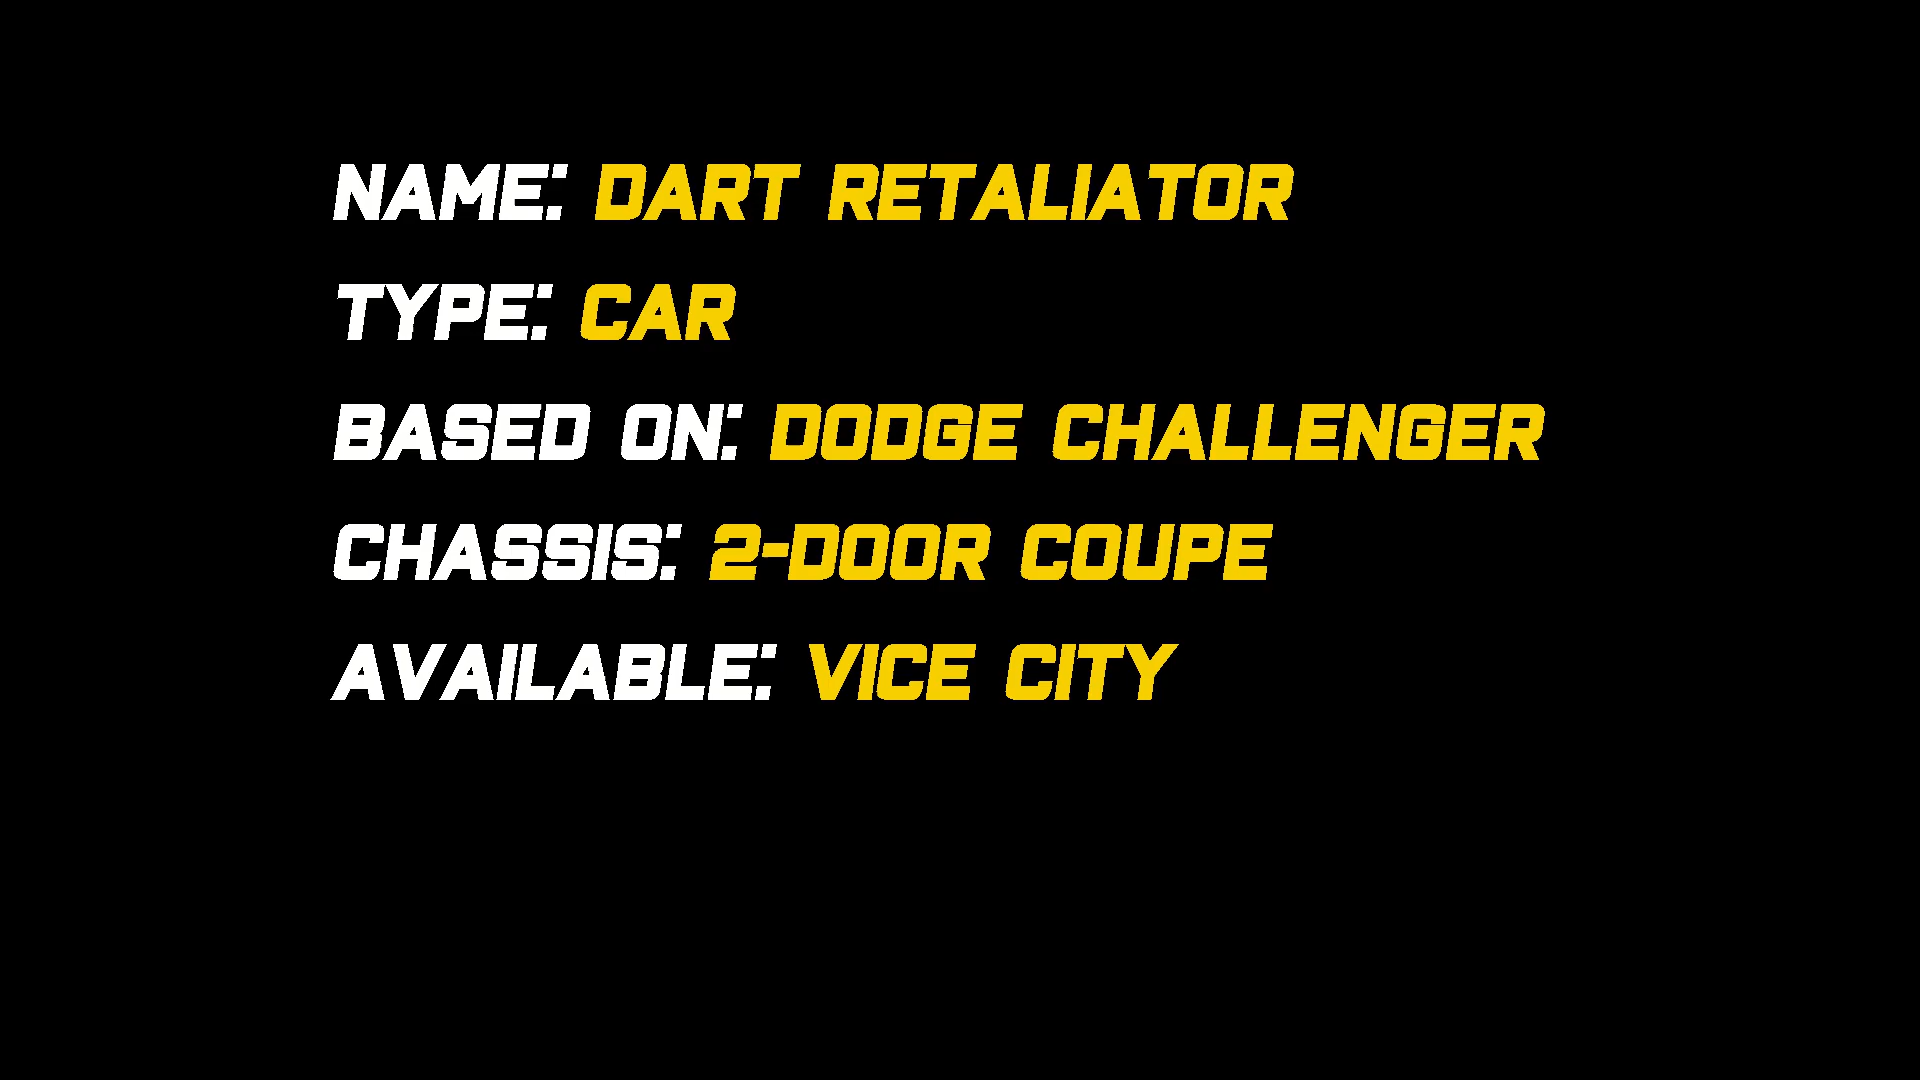 NAME: DART RETALIATOR
TYPE: CAR
BASED ON: DODGE CHALLENGER
CHASSIS: 2-DOOR COUPE
AVAILABLE: VICE CITY